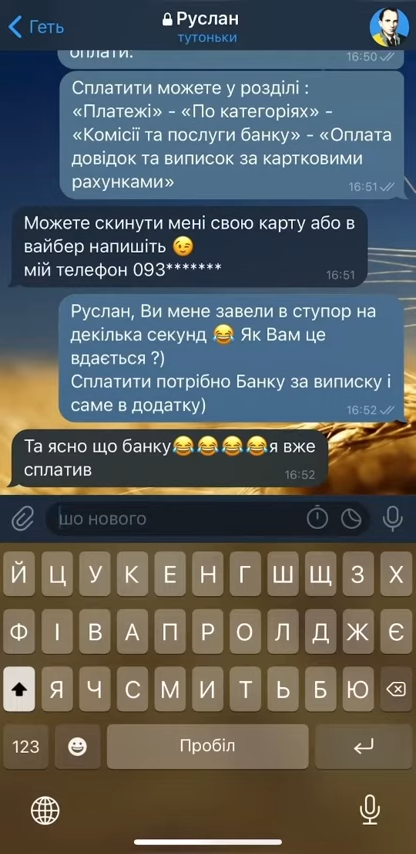 Геть
Руслан
тутоньки
оплати:
16:50
Сплатити можете у розділі :
«Платежі» - «По категоріях» -
«Комісії та послуги банку» - «Оплата
довідок та виписок за картковими
рахунками»
16:51
Можете скинути мені свою карту або в
вайбер напишіть 😉
мій телефон 093*******
16:51
Руслан, Ви мене завели в ступор на
декілька секунд 😂 Як Вам це
вдається ?)
Сплатити потрібно Банку за виписку і
саме в додатку)
16:52
Та ясно що банку😂😂😂😂я вже
сплатив
16:52
шо нового
Й Ц У К Е Н Г Ш Щ З Х
Ф І В А П Р О Л Д Ж Є
Я Ч С М И Т Ь Б Ю
123
Пробіл